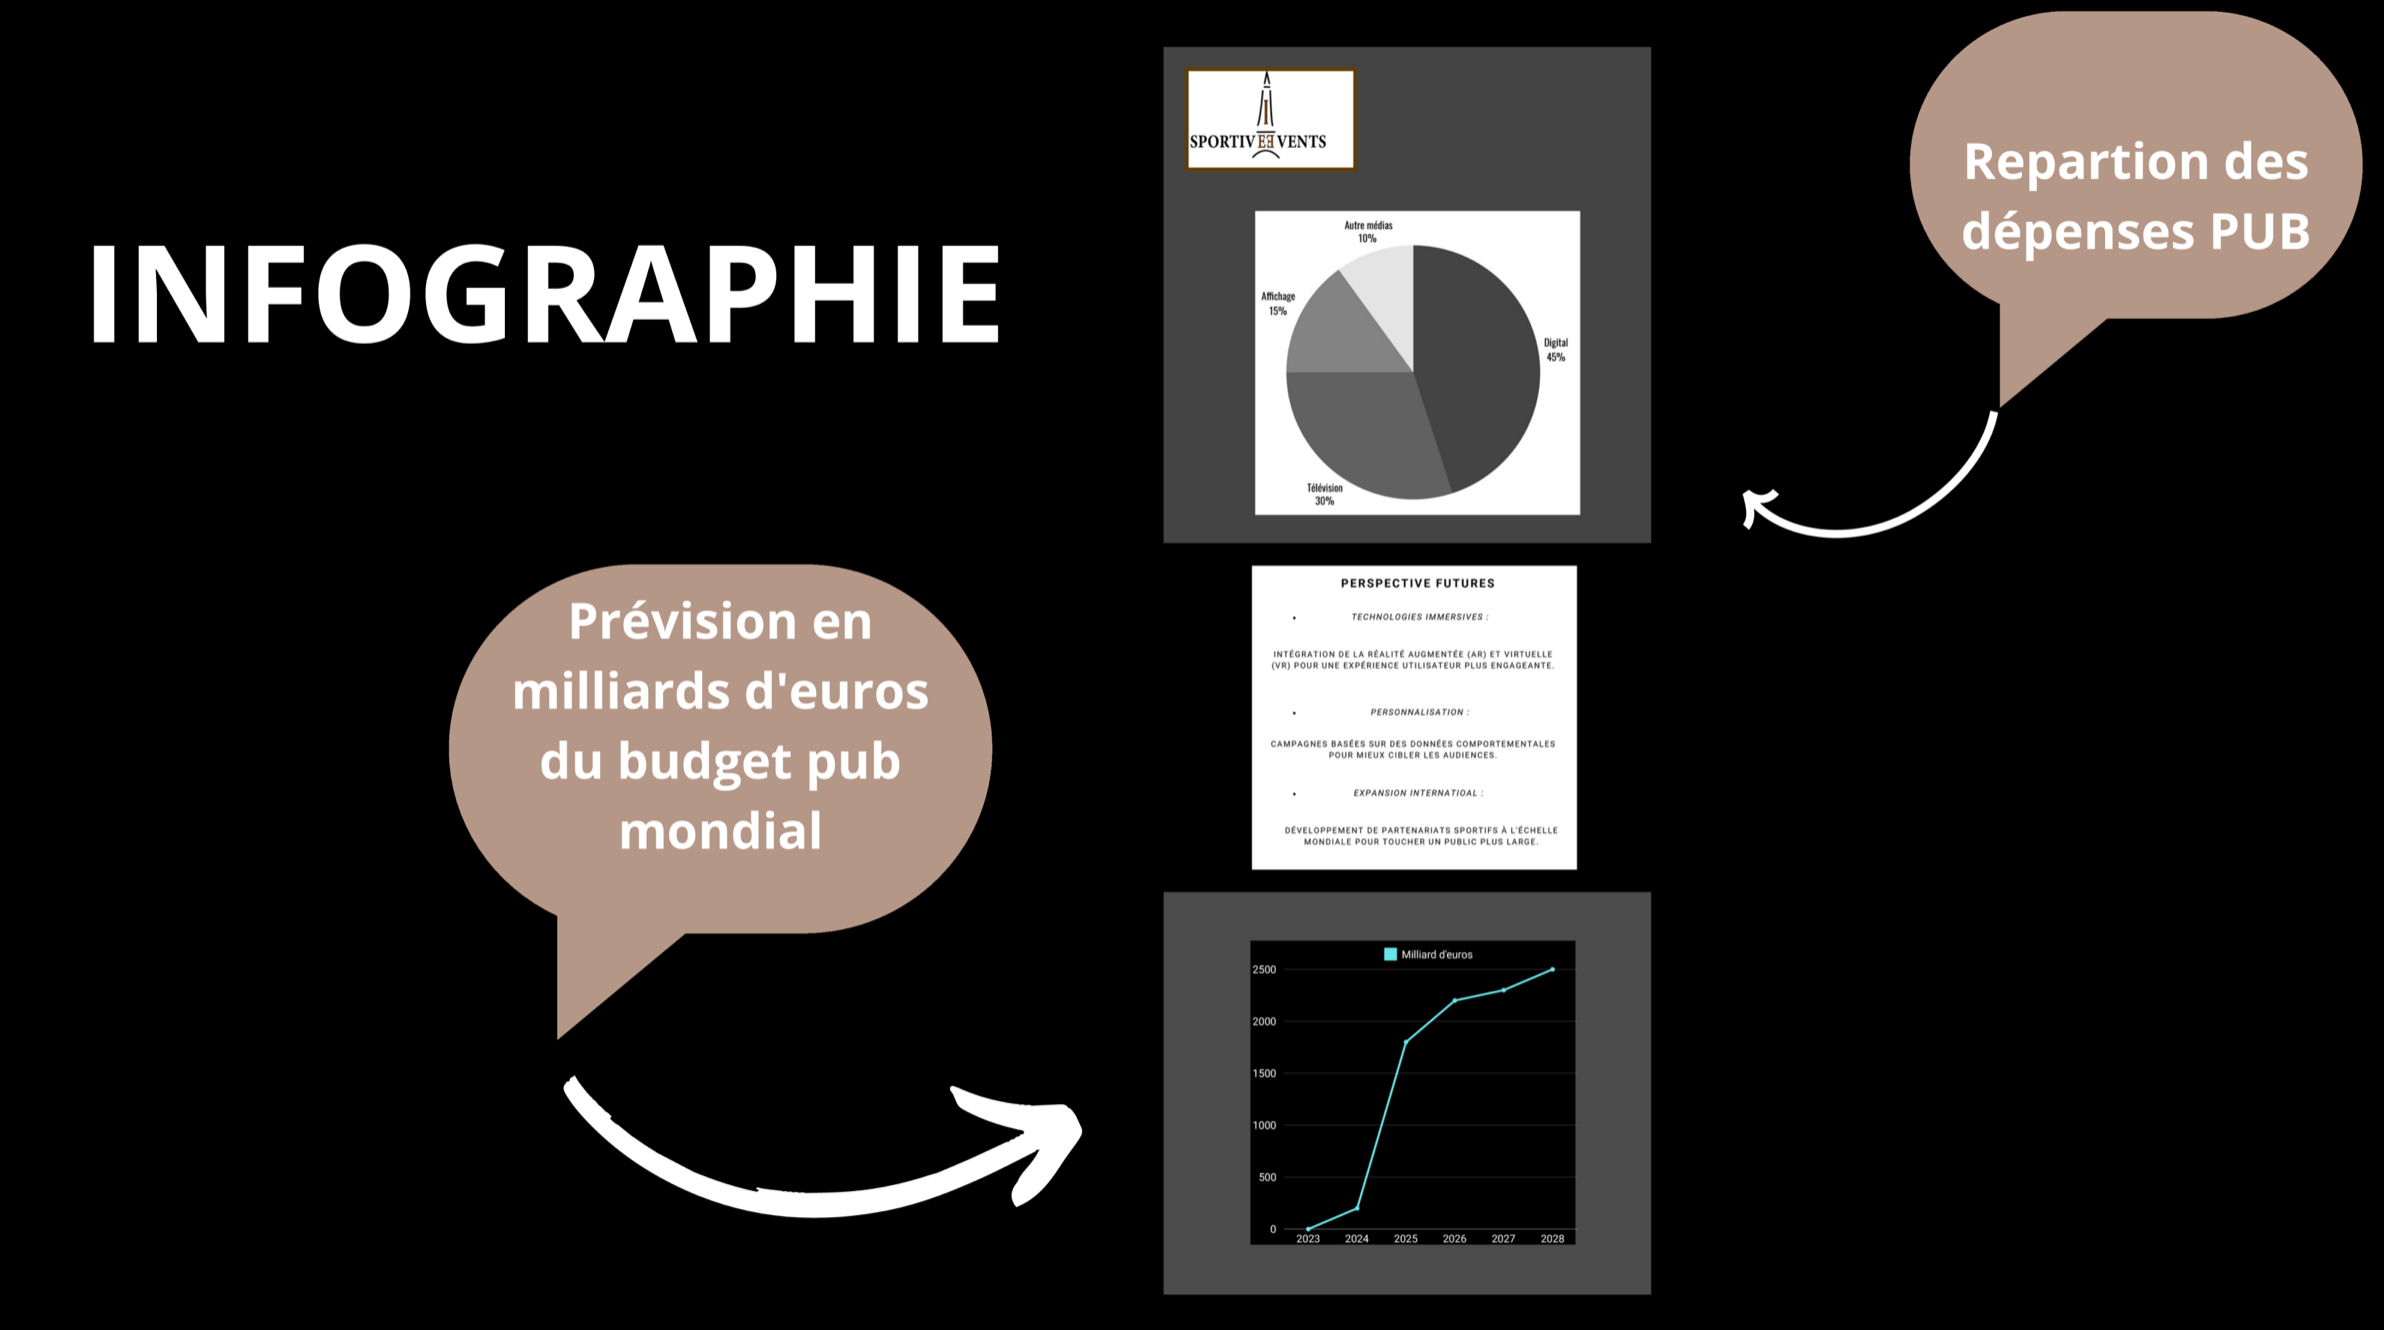 INFOGRAPHIE
SPORTIVEEVENTS
Repartion des
dépenses PUB
Autre médias
10%
Affichage
15%
Digital
45%
Télévision
30%
Prévision en
milliards d'euros
du budget pub
mondial
PERSPECTIVE FUTURES
• TECHNOLOGIES IMMERSIVES :
INTÉGRATION DE LA RÉALITÉ AUGMENTÉE (AR) ET VIRTUELLE
(VR) POUR UNE EXPÉRIENCE UTILISATEUR PLUS ENGAGEANTE.
• PERSONNALISATION :
CAMPAGNES BASÉES SUR DES DONNÉES COMPORTEMENTALES
POUR MIEUX CIBLER LES AUDIENCES.
• EXPANSION INTERNATIOAL :
DÉVELOPPEMENT DE PARTENARIATS SPORTIFS À L'ÉCHELLE
MONDIALE POUR TOUCHER UN PUBLIC PLUS LARGE.
Milliard d'euros
2500
2000
1500
1000
500
0
2023 2024 2025 2026 2027 2028